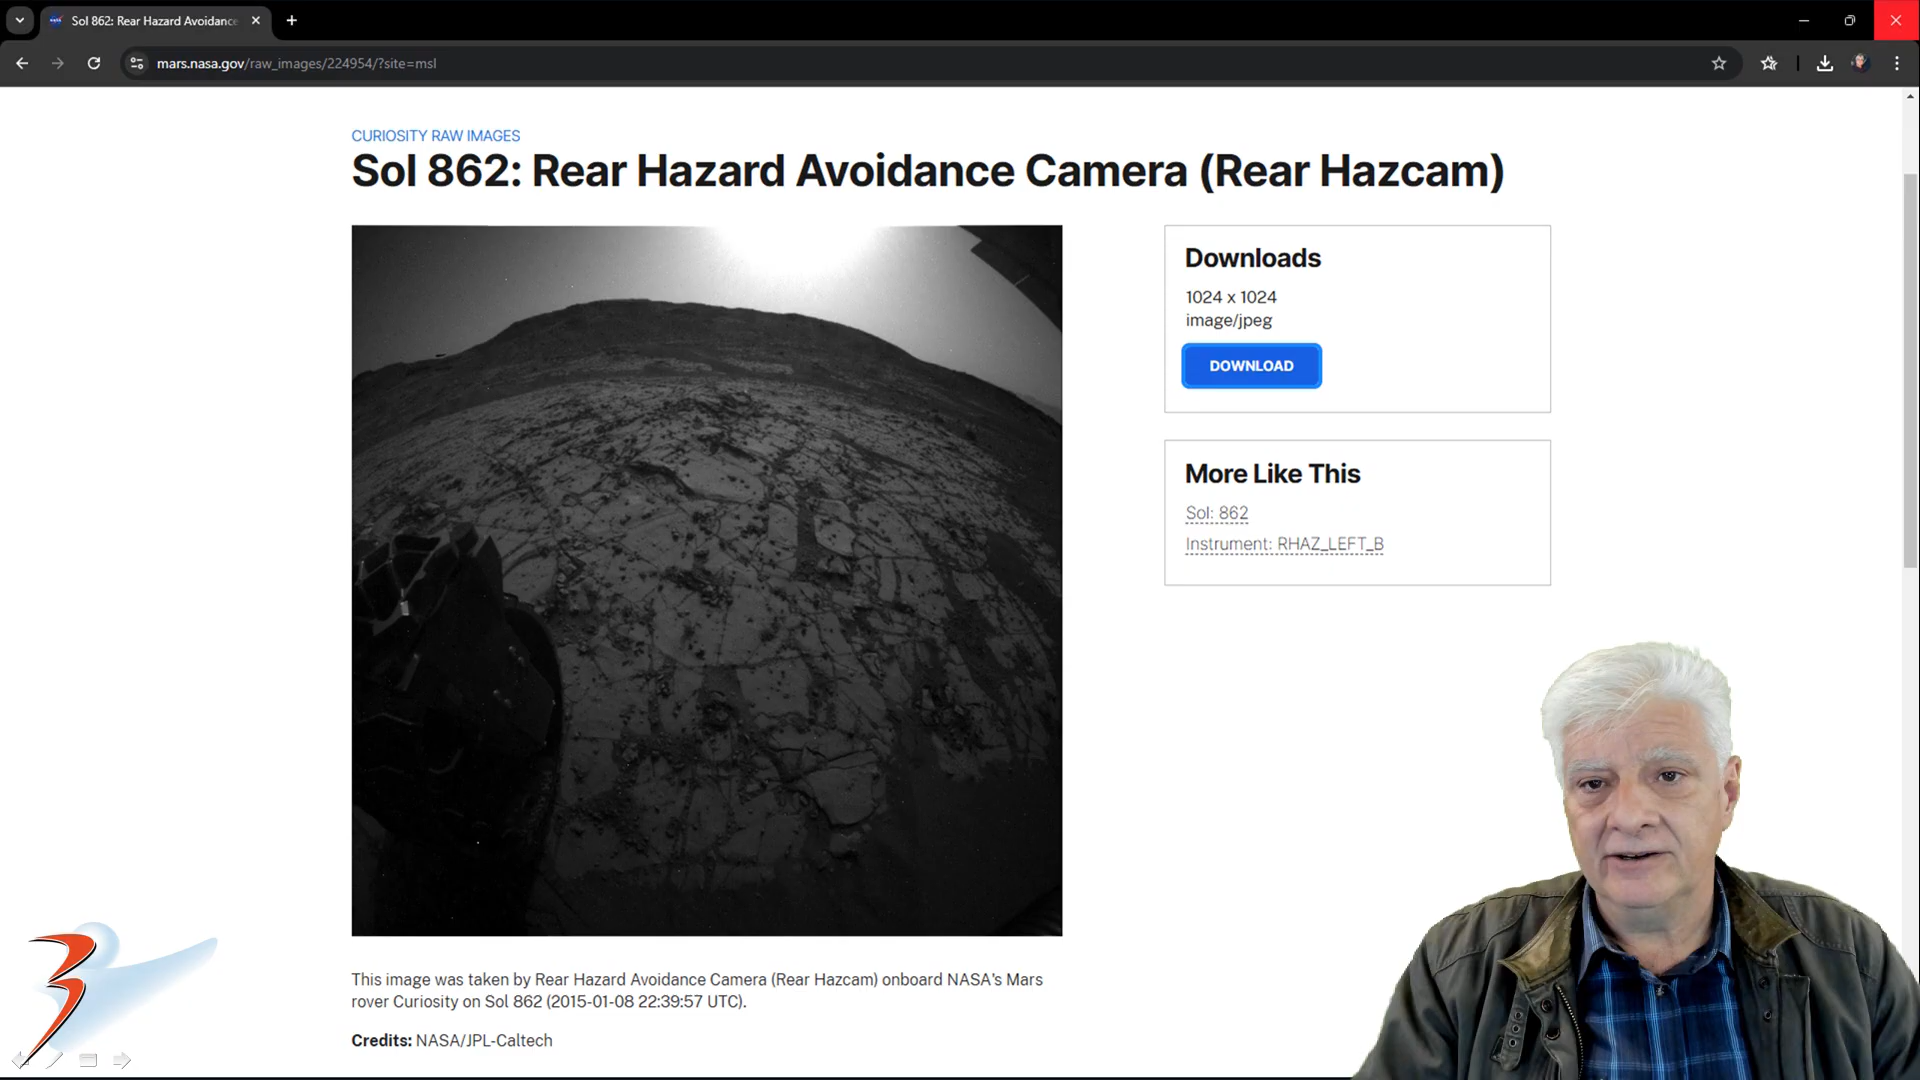 Sol 862: Rear Hazard Avoidance
mars.nasa.gov/raw_images/224954/?site=msl
CURIOSITY RAW IMAGES
Sol 862: Rear Hazard Avoidance Camera (Rear Hazcam)
Downloads
1024 x 1024
image/jpeg
DOWNLOAD
More Like This
Sol: 862
Instrument: RHAZ_LEFT_B
This image was taken by Rear Hazard Avoidance Camera (Rear Hazcam) onboard NASA's Mars
rover Curiosity on Sol 862 (2015-01-08 22:39:57 UTC).
Credits: NASA/JPL-Caltech